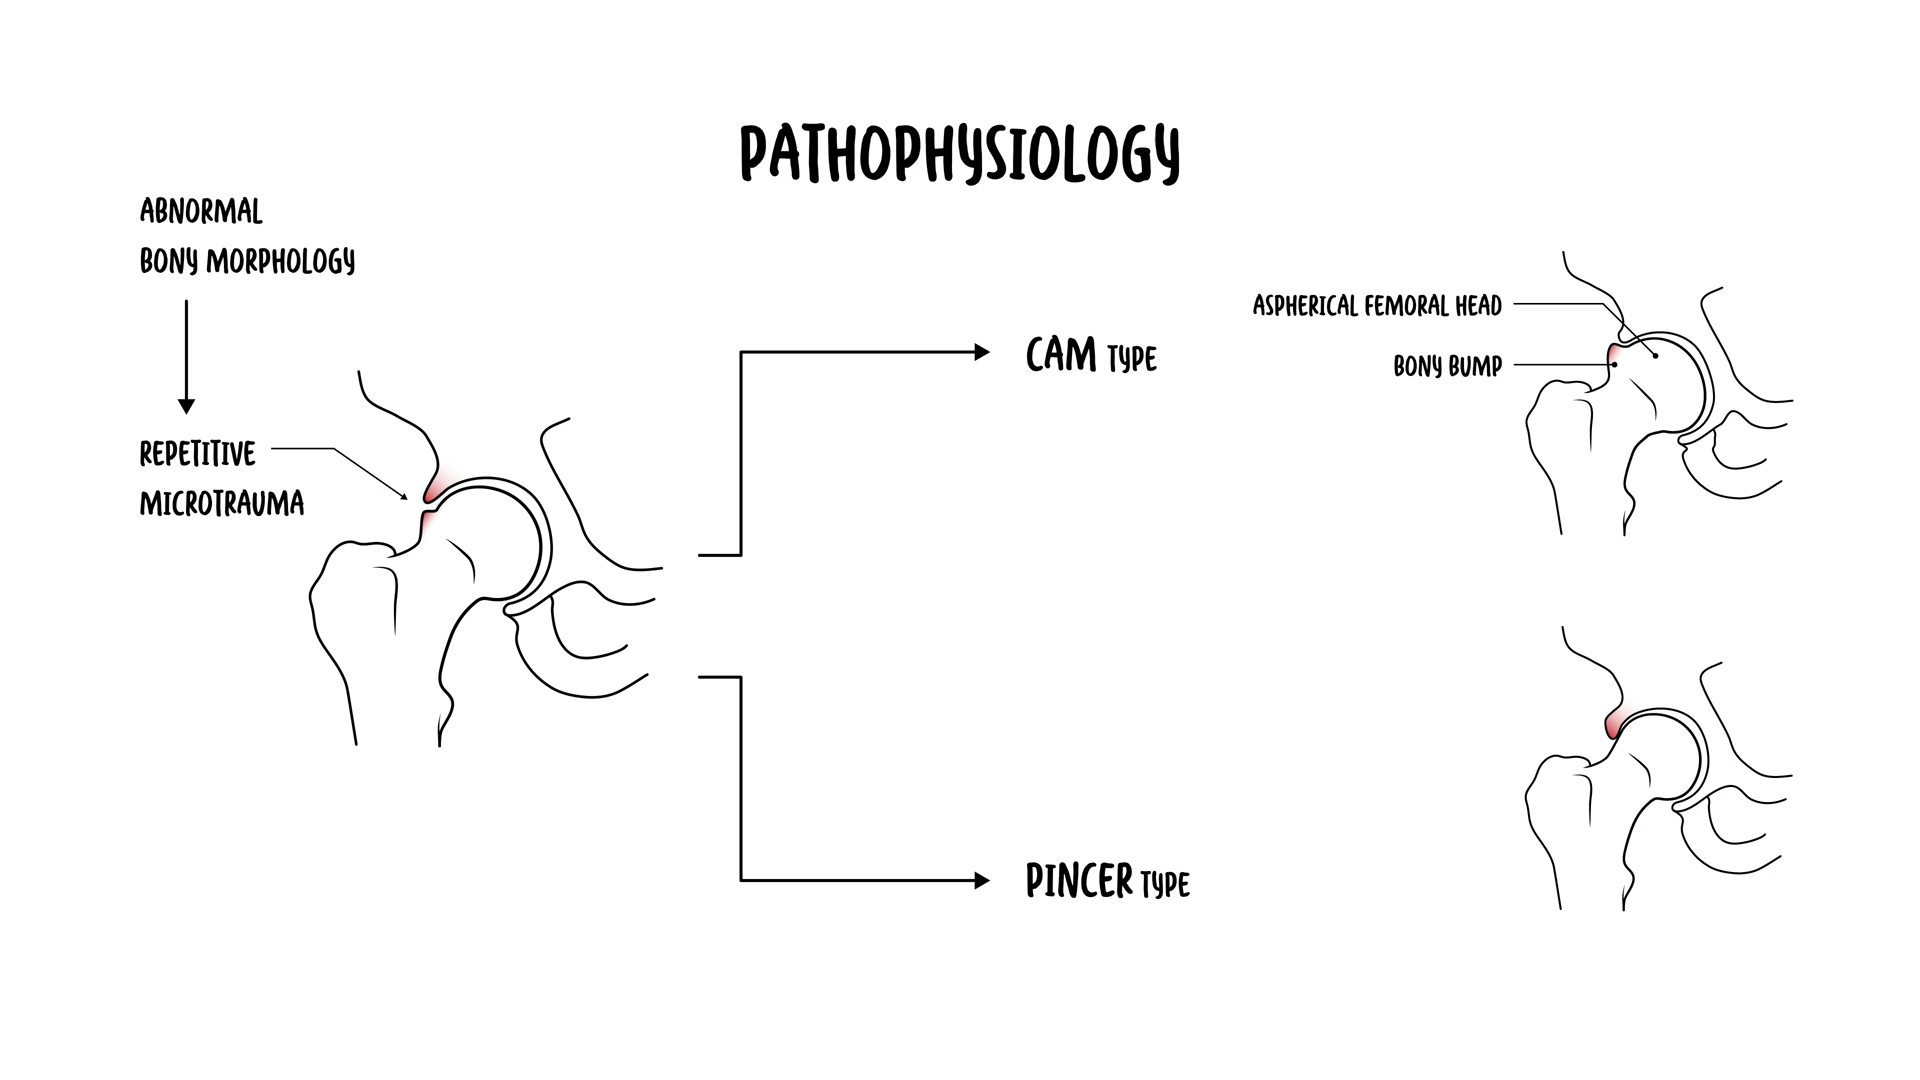 PATHOPHYSIOLOGY
ABNORMAL
BONY MORPHOLOGY
REPETITIVE
MICROTRAUMA
CAM TYPE
ASPHERICAL FEMORAL HEAD
BONY BUMP
PINCER TYPE